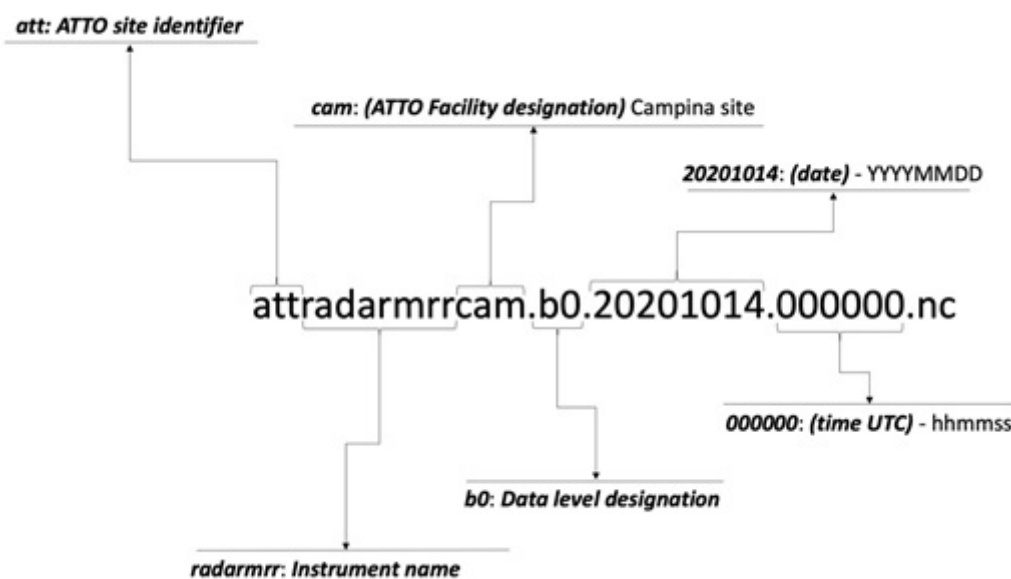 att: ATTO site identifier
cam: (ATTO Facility designation) Campina site
20201014: (date) - YYYYMMDD
attradarmrrcam.b0.20201014.000000.nc
000000: (time UTC) - hhmmss
b0: Data level designation
radarmrr: Instrument name